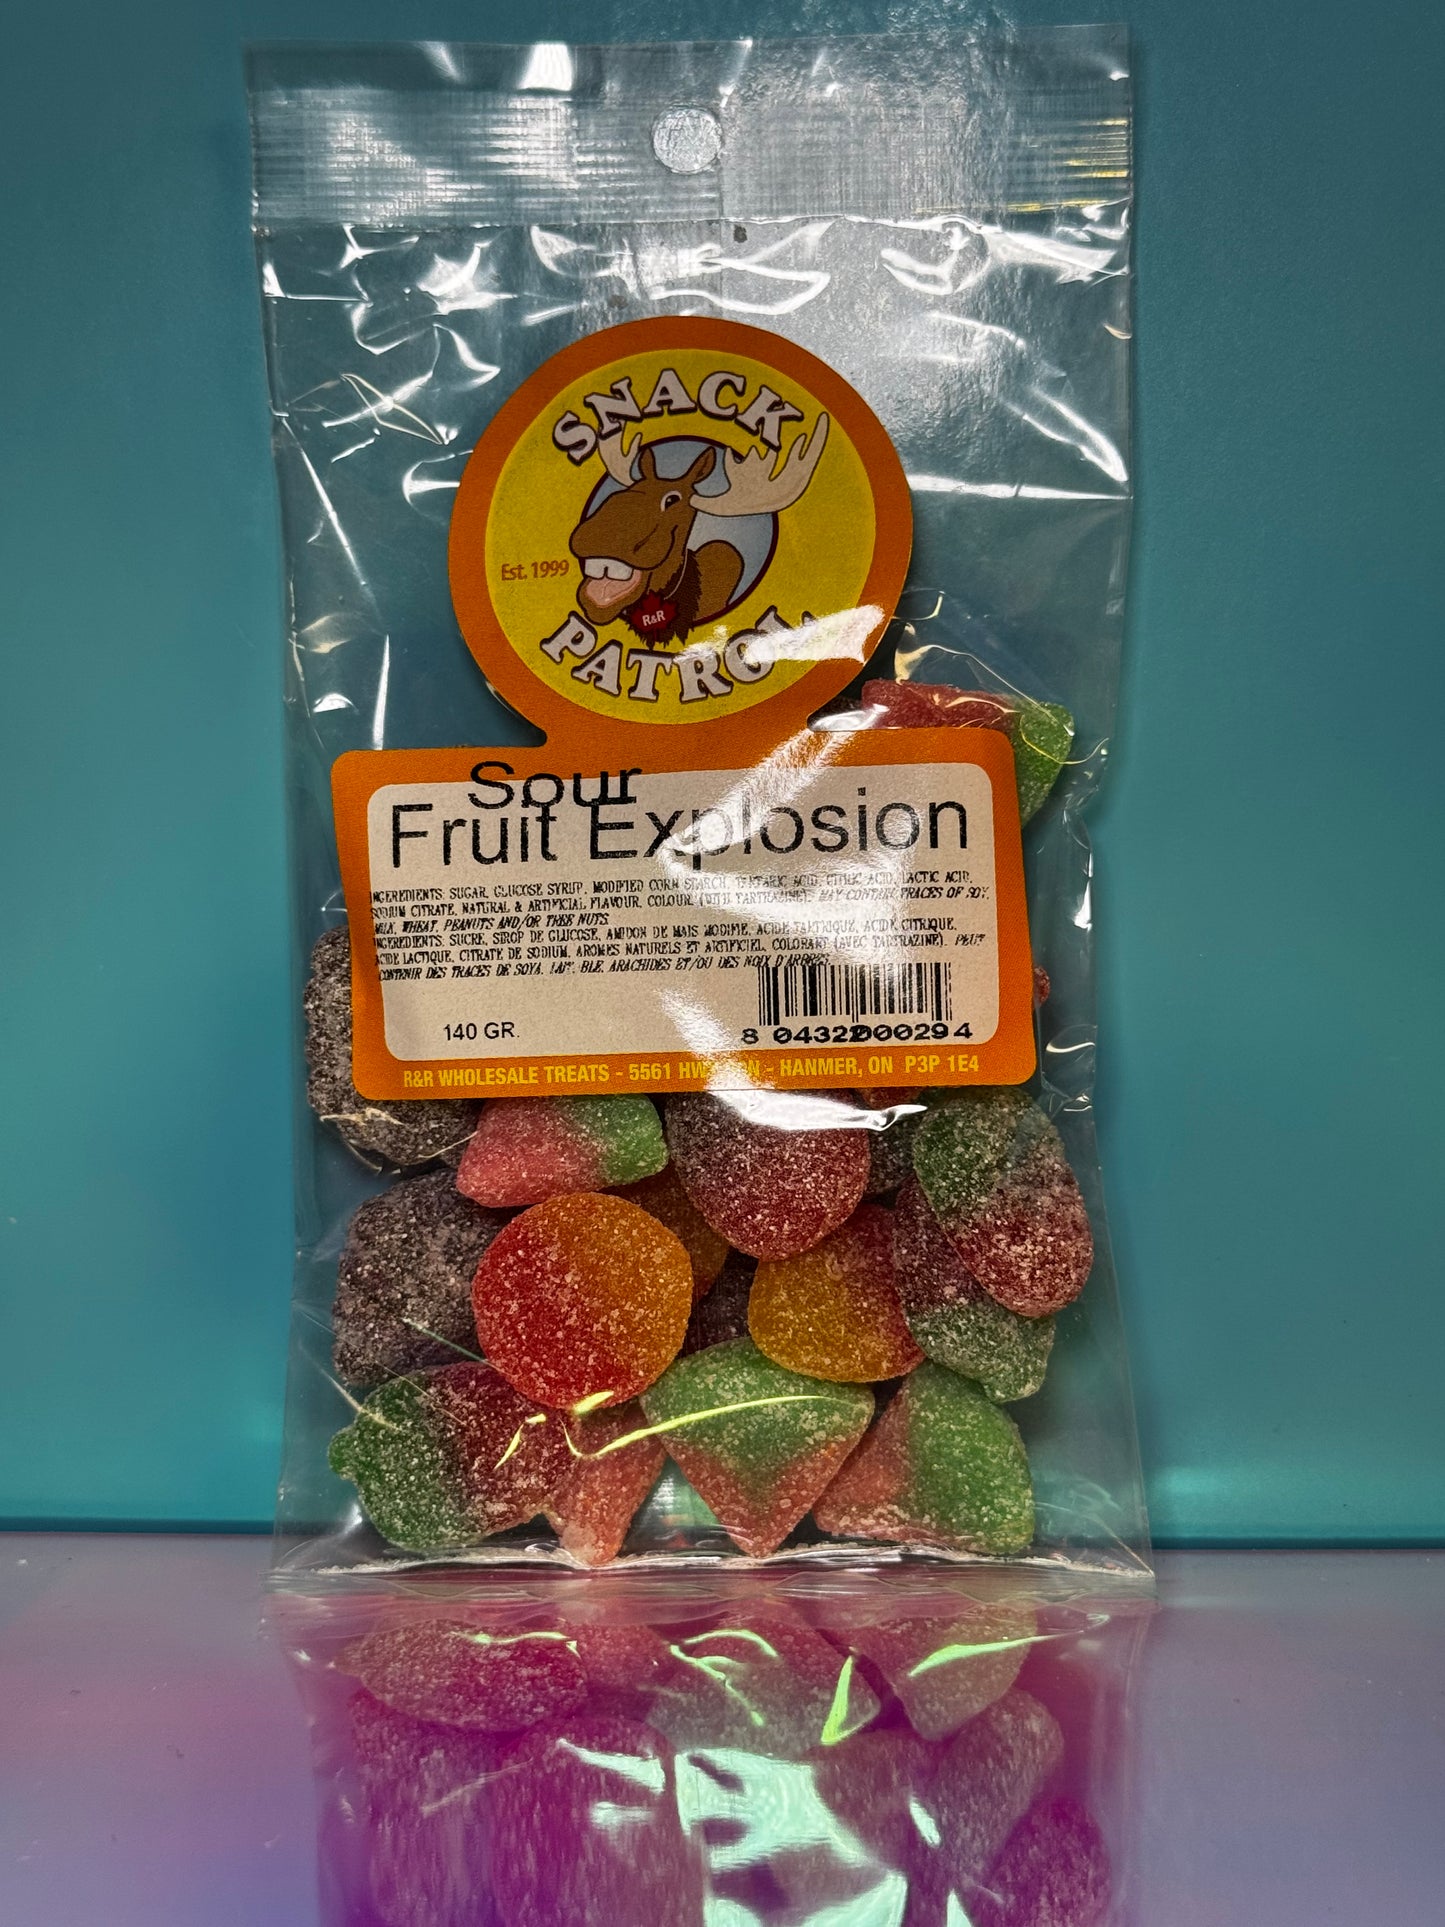 SNACK
Est. 1999
R&R
PATROL
Sour
Fruit Explosion
INGEREDIENTS: SUGAR, GLUCOSE SYRUP, MODIFIED CORN STARCH, TARTARIC ACID, CITRIC ACID, LACTIC ACID,
SODIUM CITRATE, NATURAL & ARTIFICIAL FLAVOUR, COLOUR (WITH TARTRAZINE). MAY CONTAIN TRACES OF SOY,
MILK, WHEAT, PEANUTS AND/OR TREE NUTS.
INGEREDIENTS: SUCRE, SIROP DE GLUCOSE, AMIDON DE MAIS MODIFIE, ACIDE TARTRIQUE, ACIDE CITRIQUE,
ACIDE LACTIQUE, CITRATE DE SODIUM, AROMES NATURELS ET ARTIFICIEL, COLORANT (AVEC TARTRAZINE). PEUT
CONTENIR DES TRACES DE SOYA, LAIT, BLE, ARACHIDES ET/OU DES NOIX D'ARBRES.
140 GR.
8 04322 00029 4
R&R WHOLESALE TREATS - 5561 - HANMER, ON P3P 1E4